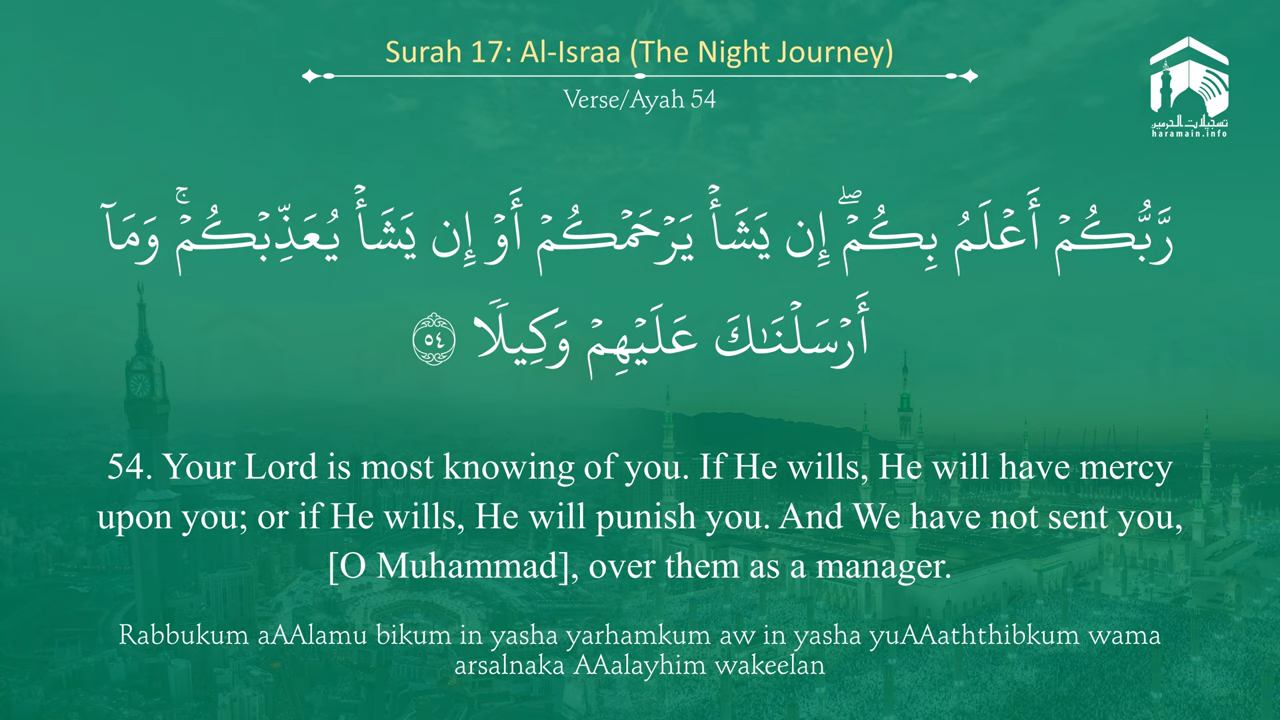 Surah 17: Al-Israa (The Night Journey)
Verse/Ayah 54
تسجيلات الحرمين
haramain.info
رَّبُّكُمۡ أَعۡلَمُ بِكُمۡۖ إِن يَشَأۡ يَرۡحَمۡكُمۡ أَوۡ إِن يَشَأۡ يُعَذِّبۡكُمۡۚ وَمَآ
أَرۡسَلۡنَٰكَ عَلَيۡهِمۡ وَكِيلٗا ٥٤
54. Your Lord is most knowing of you. If He wills, He will have mercy
upon you; or if He wills, He will punish you. And We have not sent you,
[O Muhammad], over them as a manager.
Rabbukum aAAlamu bikum in yasha yarhamkum aw in yasha yuAAaththibkum wama
arsalnaka AAalayhim wakeelan